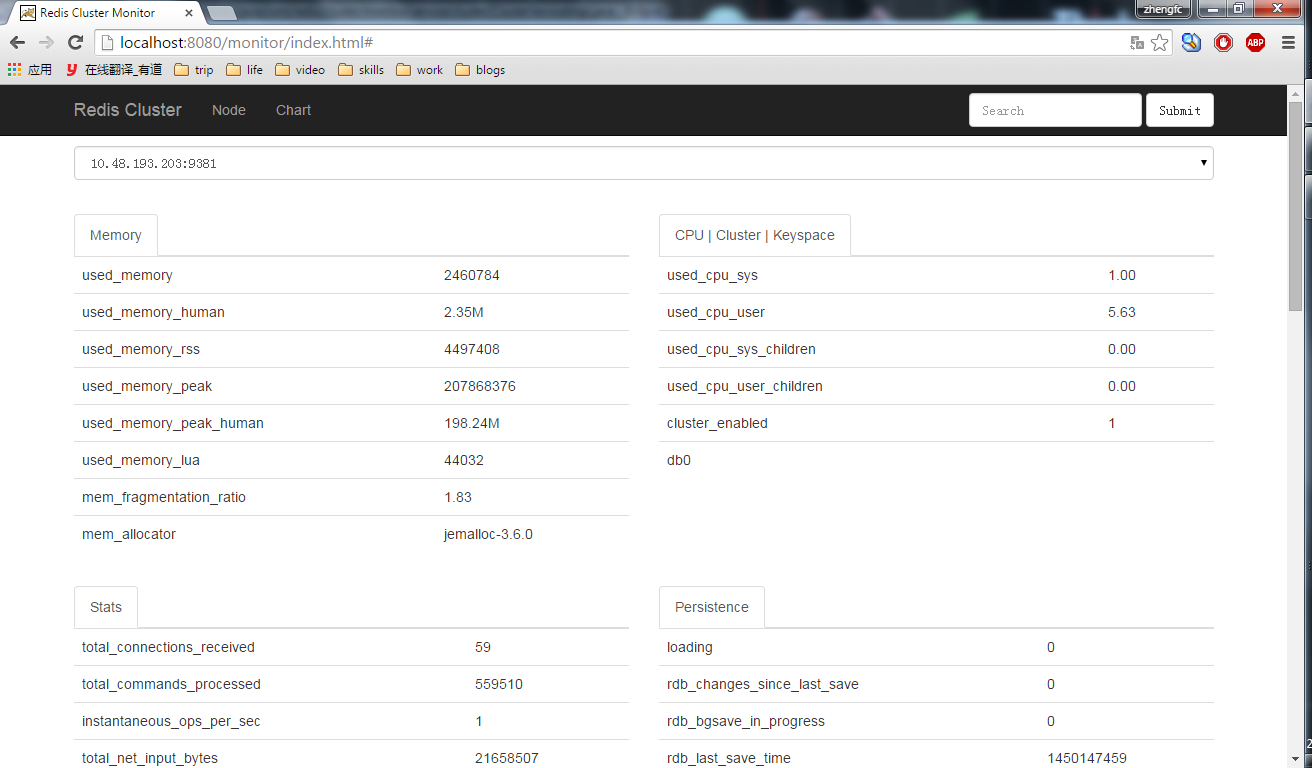 Redis Cluster Monitor
zhengfc
localhost:8080/monitor/index.html#
ABP
应用 在线翻译_有道 trip life video skills work blogs
Redis Cluster Node Chart Search Submit
10.48.193.203:9381
Memory
used_memory 2460784
used_memory_human 2.35M
used_memory_rss 4497408
used_memory_peak 207868376
used_memory_peak_human 198.24M
used_memory_lua 44032
mem_fragmentation_ratio 1.83
mem_allocator jemalloc-3.6.0
CPU | Cluster | Keyspace
used_cpu_sys 1.00
used_cpu_user 5.63
used_cpu_sys_children 0.00
used_cpu_user_children 0.00
cluster_enabled 1
db0
Stats
total_connections_received 59
total_commands_processed 559510
instantaneous_ops_per_sec 1
total_net_input_bytes 21658507
Persistence
loading 0
rdb_changes_since_last_save 0
rdb_bgsave_in_progress 0
rdb_last_save_time 1450147459